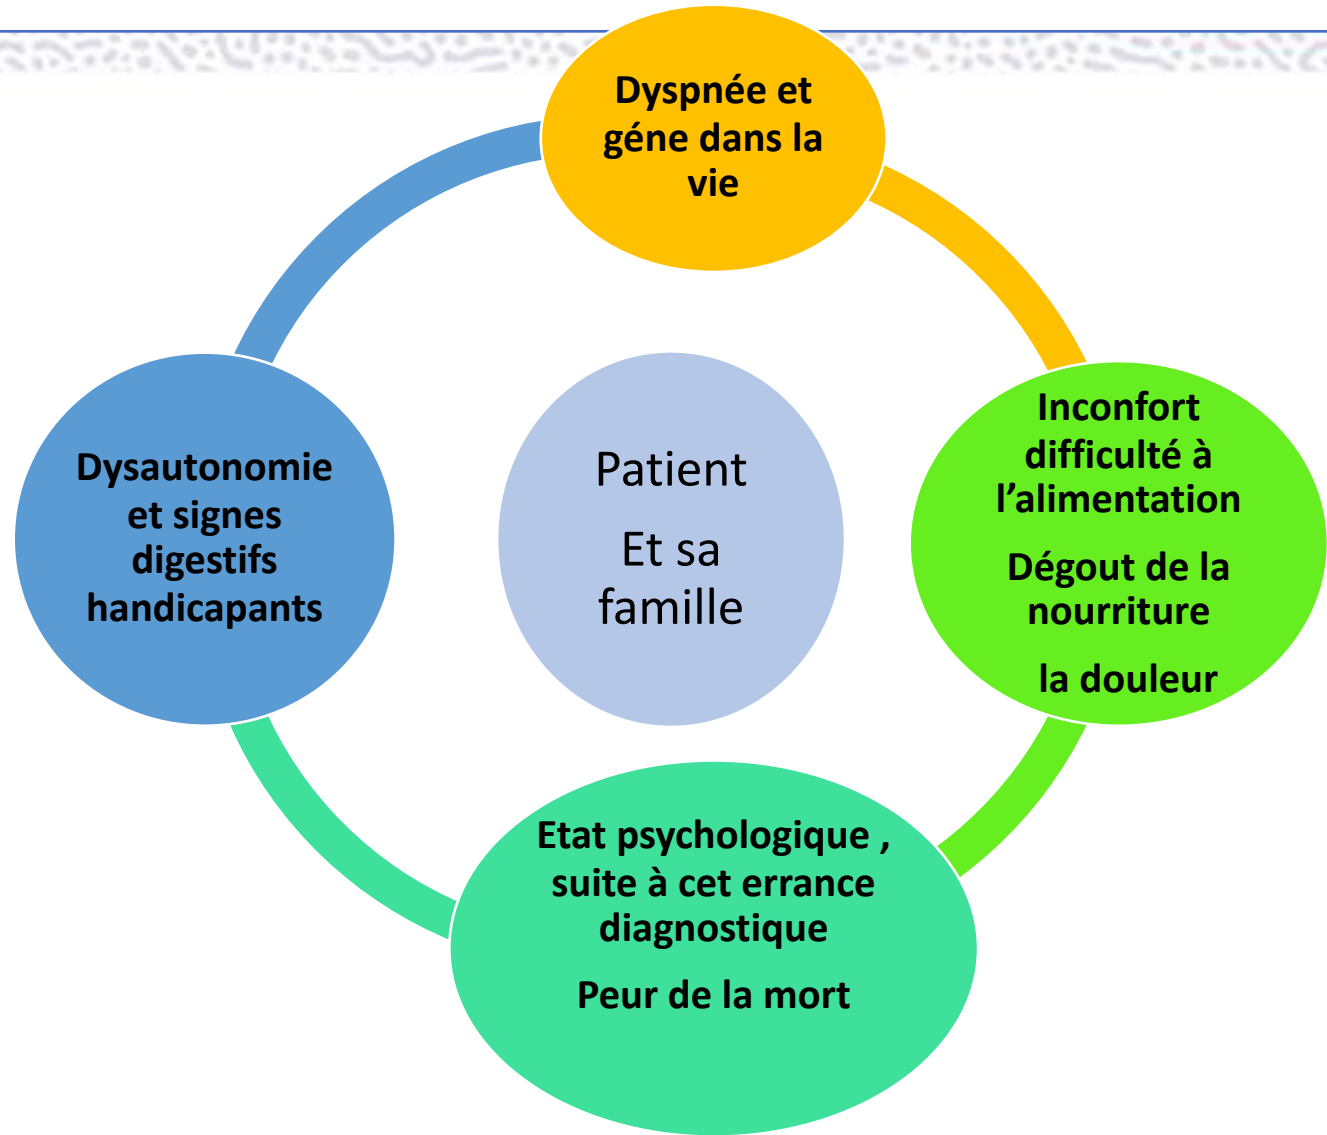 Dyspnée et
géne dans la
vie
Inconfort
difficulté à
l’alimentation
Dégout de la
nourriture
la douleur
Etat psychologique ,
suite à cet errance
diagnostique
Peur de la mort
Dysautonomie
et signes
digestifs
handicapants
Patient
Et sa
famille